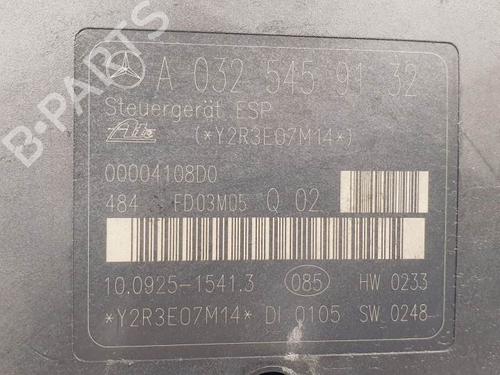 A 032 545 91 32
Steuergerät ESP
Ate (*Y2R3E07M14*)
00004108D0
484 FD03M05 Q 02
10.0925-1541.3 085 HW 0233
*Y2R3E07M14* DI 0105 SW 0248
B-PARTS